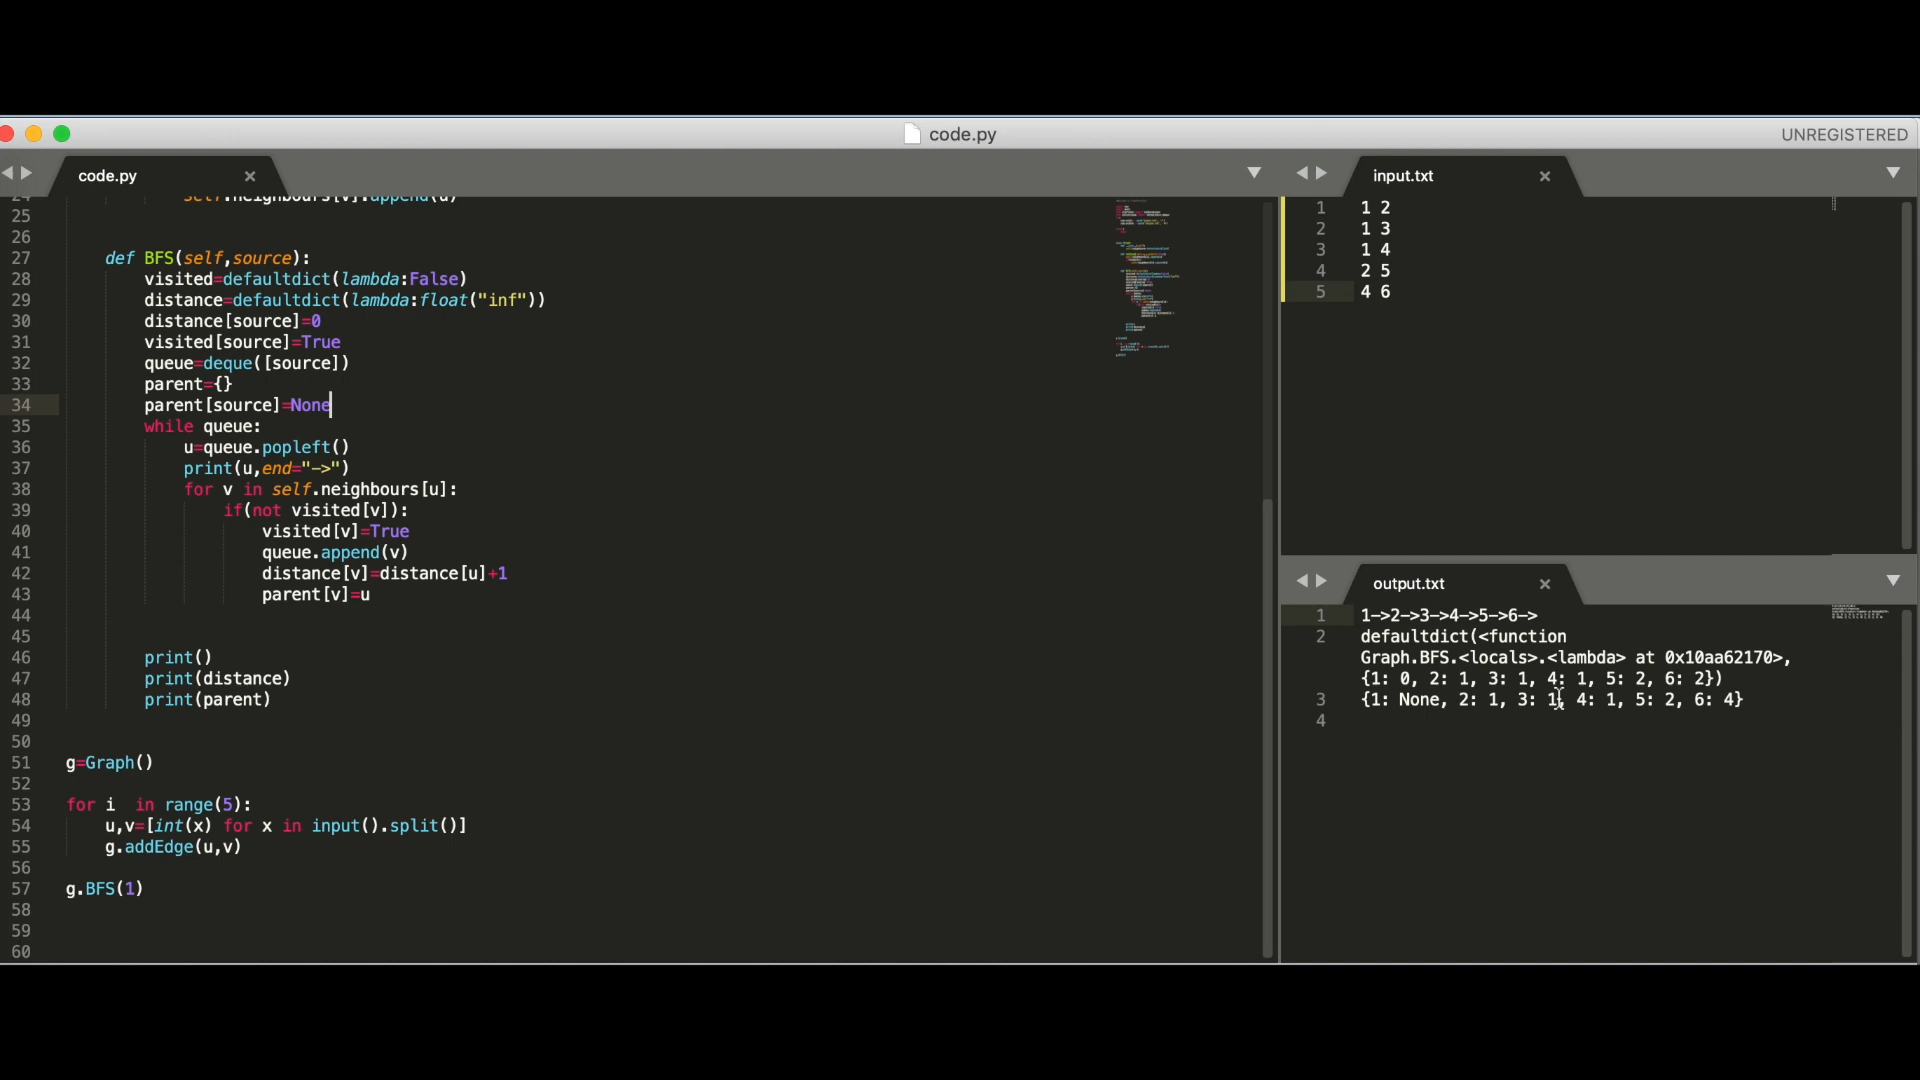 code.py
UNREGISTERED
code.py
24 self.neighbours[v].append(u)
25
26
27 def BFS(self,source):
28 visited=defaultdict(lambda:False)
29 distance=defaultdict(lambda:float("inf"))
30 distance[source]=0
31 visited[source]=True
32 queue=deque([source])
33 parent={}
34 parent[source]=None
35 while queue:
36 u=queue.popleft()
37 print(u,end="->")
38 for v in self.neighbours[u]:
39 if(not visited[v]):
40 visited[v]=True
41 queue.append(v)
42 distance[v]=distance[u]+1
43 parent[v]=u
44
45
46 print()
47 print(distance)
48 print(parent)
49
50
51 g=Graph()
52
53 for i  in range(5):
54 u,v=[int(x) for x in input().split()]
55 g.addEdge(u,v)
56
57 g.BFS(1)
58
59
60
input.txt
1 1 2
2 1 3
3 1 4
4 2 5
5 4 6
output.txt
1 1->2->3->4->5->6->
2 defaultdict(<function
Graph.BFS.<locals>.<lambda> at 0x10aa62170>,
{1: 0, 2: 1, 3: 1, 4: 1, 5: 2, 6: 2})
3 {1: None, 2: 1, 3: 1, 4: 1, 5: 2, 6: 4}
4